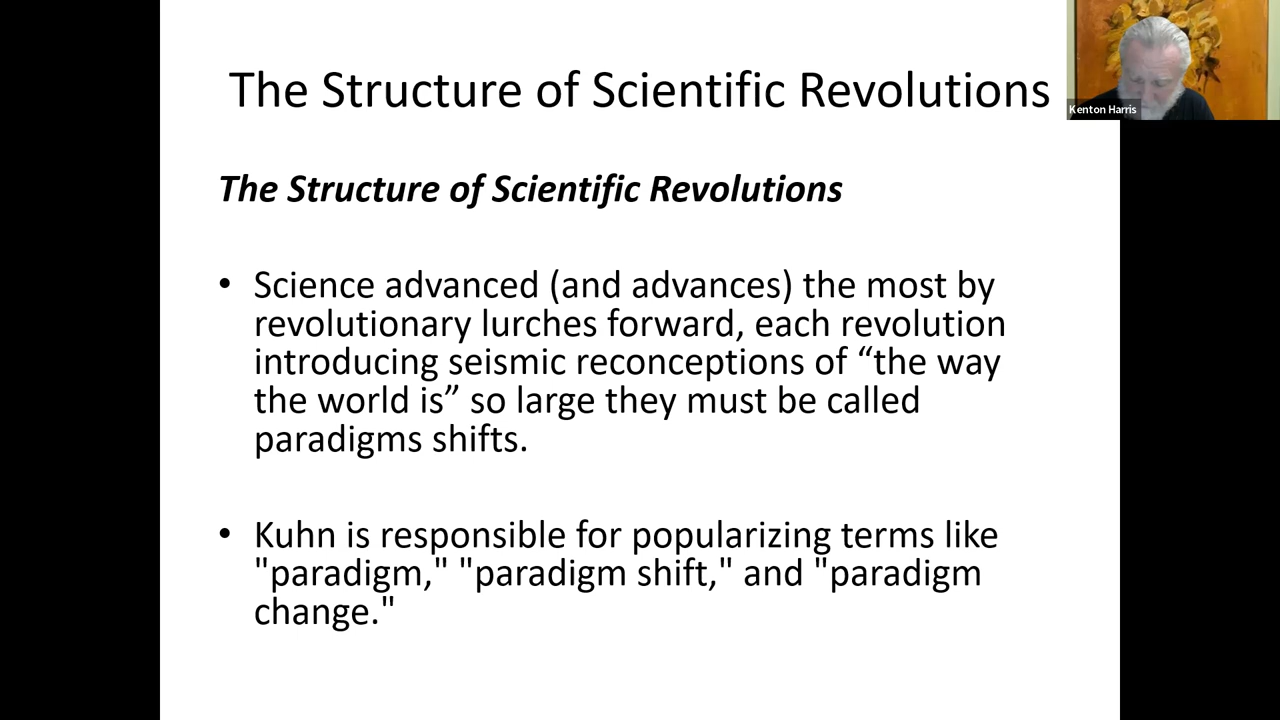 The Structure of Scientific Revolutions
Kenton Harris
The Structure of Scientific Revolutions
• Science advanced (and advances) the most by
revolutionary lurches forward, each revolution
introducing seismic reconceptions of “the way
the world is” so large they must be called
paradigms shifts.
• Kuhn is responsible for popularizing terms like
"paradigm," "paradigm shift," and "paradigm
change."